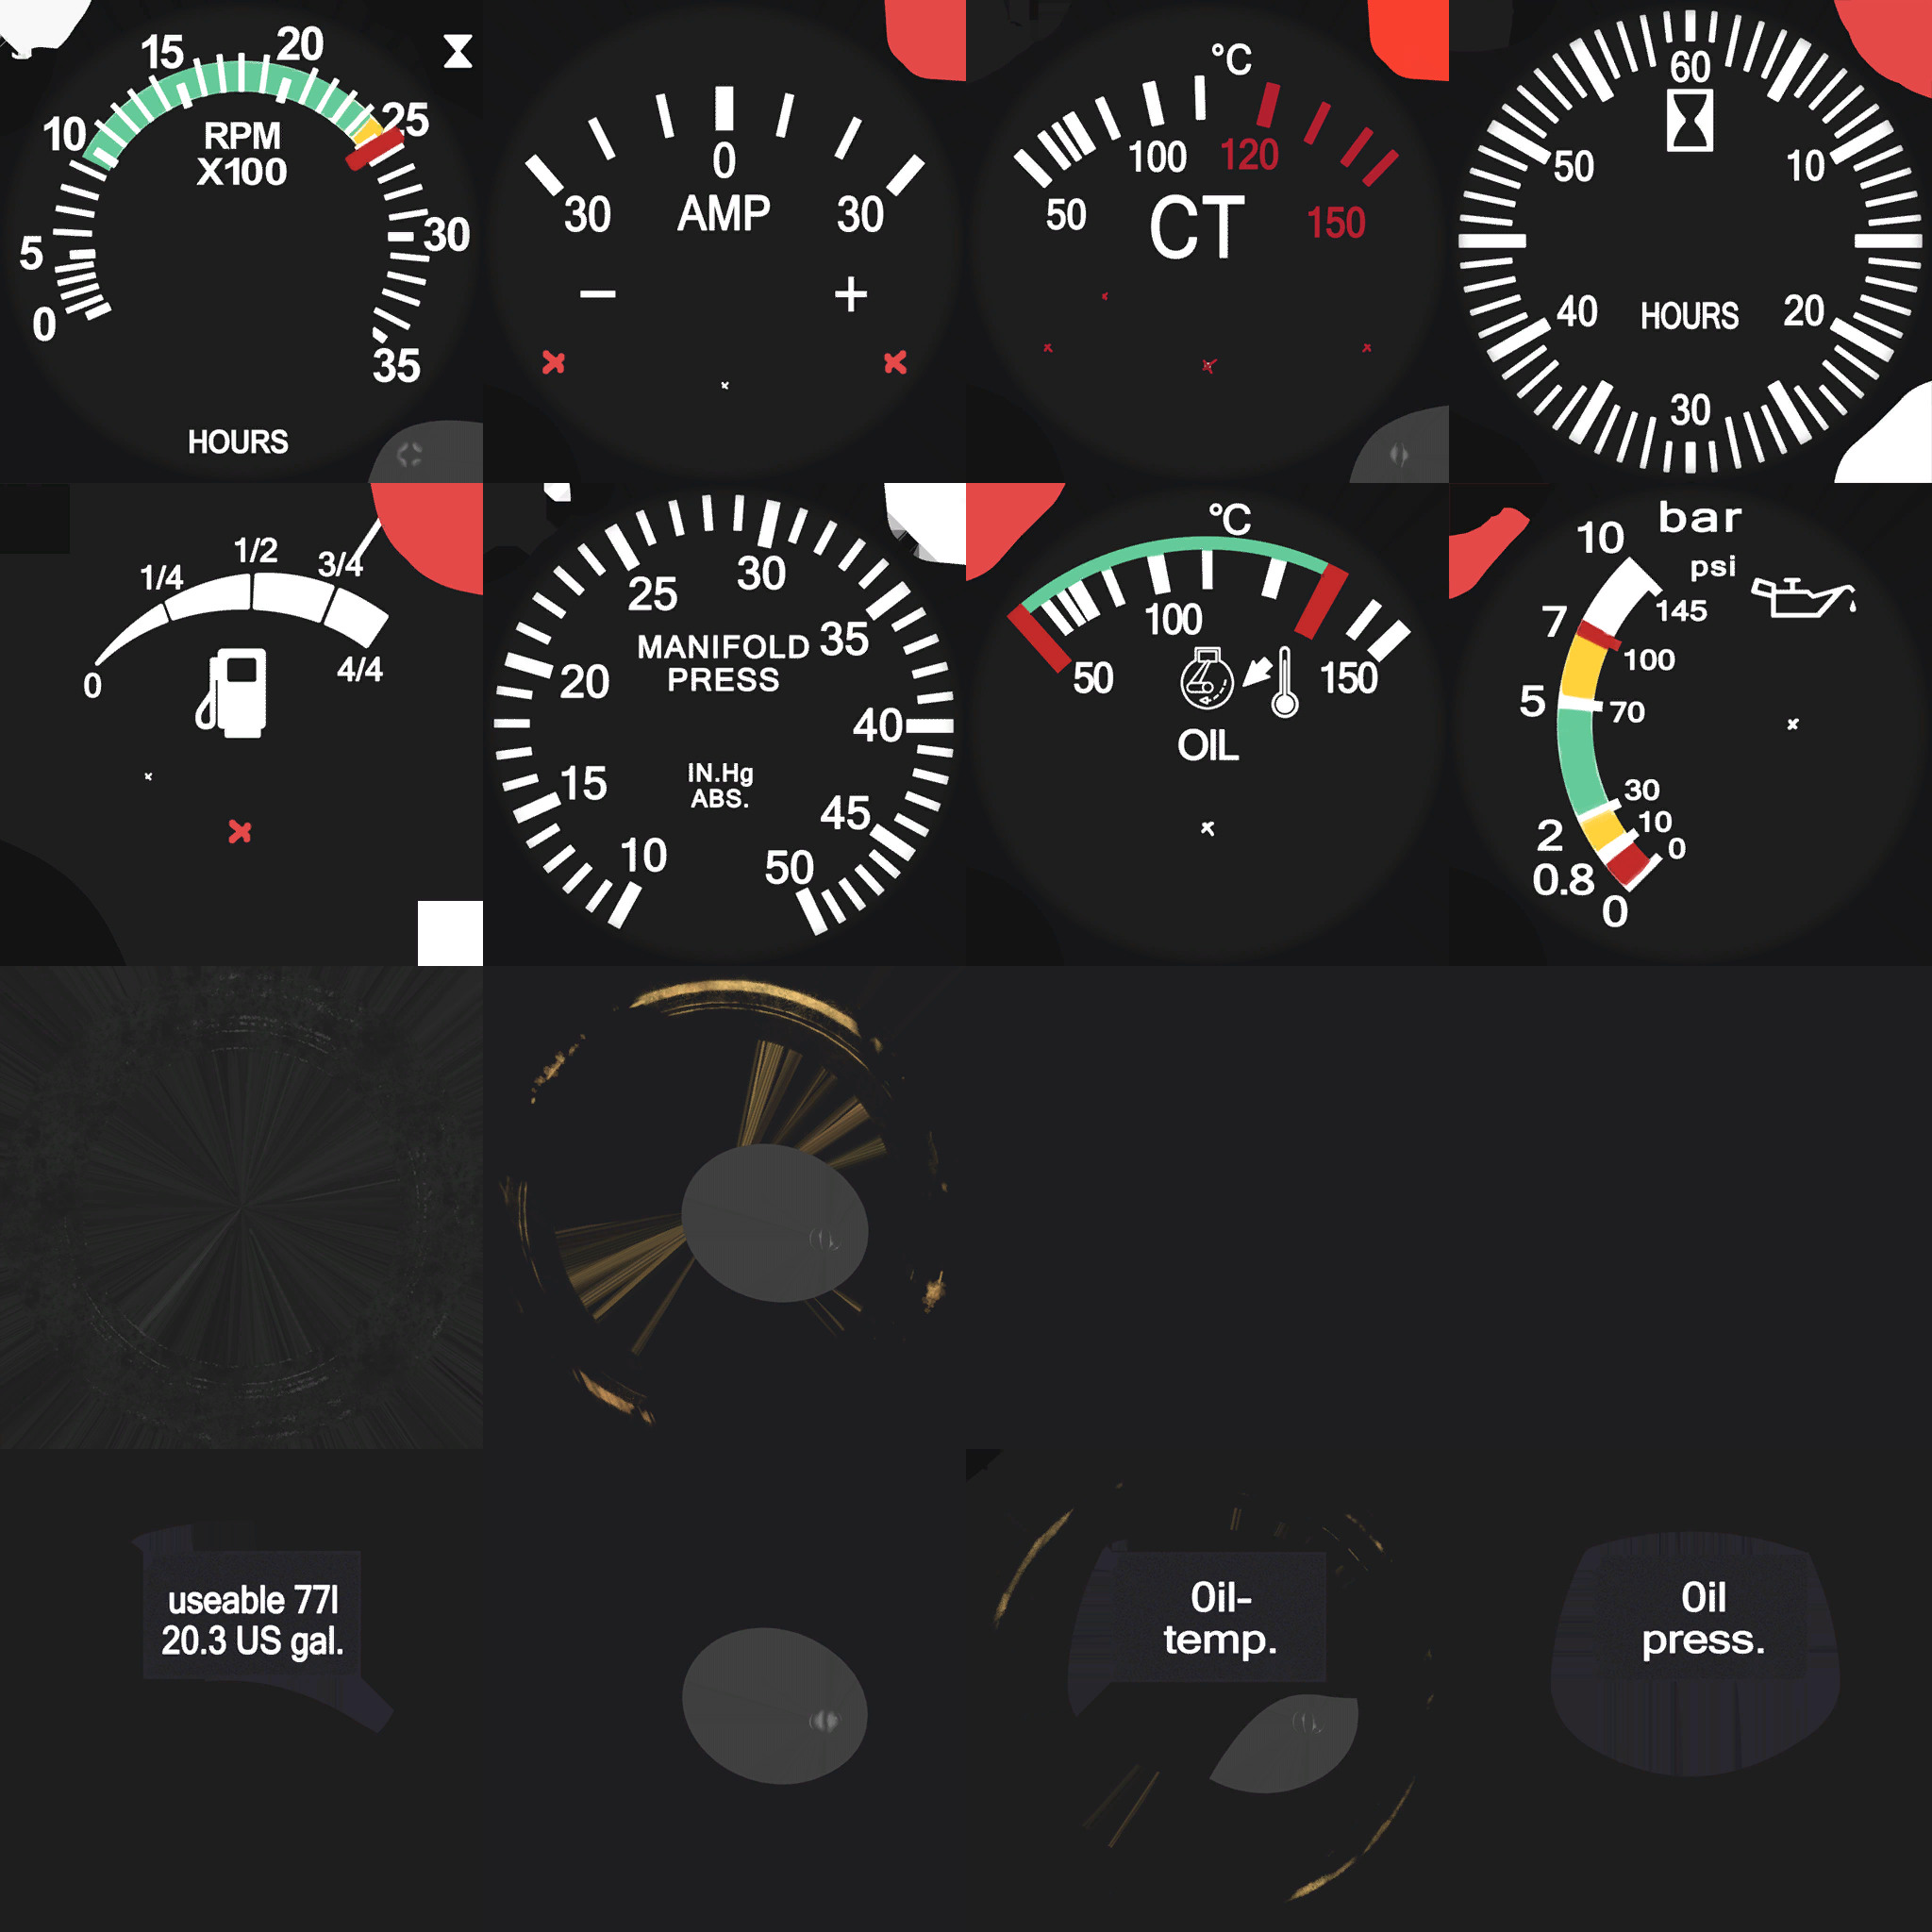 15
20
10
25
RPM
X100
5
30
0
35
HOURS
0
30
AMP
30
− +
°C
100
120
50
CT
150
60
50
10
40
HOURS
20
30
1/2
1/4
3/4
0
4/4
30
25
MANIFOLD
PRESS
35
20
40
15
IN.Hg
ABS.
45
10
50
°C
100
50
150
OIL
bar
10
psi
145
7
100
5
70
30
10
2
0
0.8
0
useable 77l
20.3 US gal.
Oil-
temp.
Oil
press.